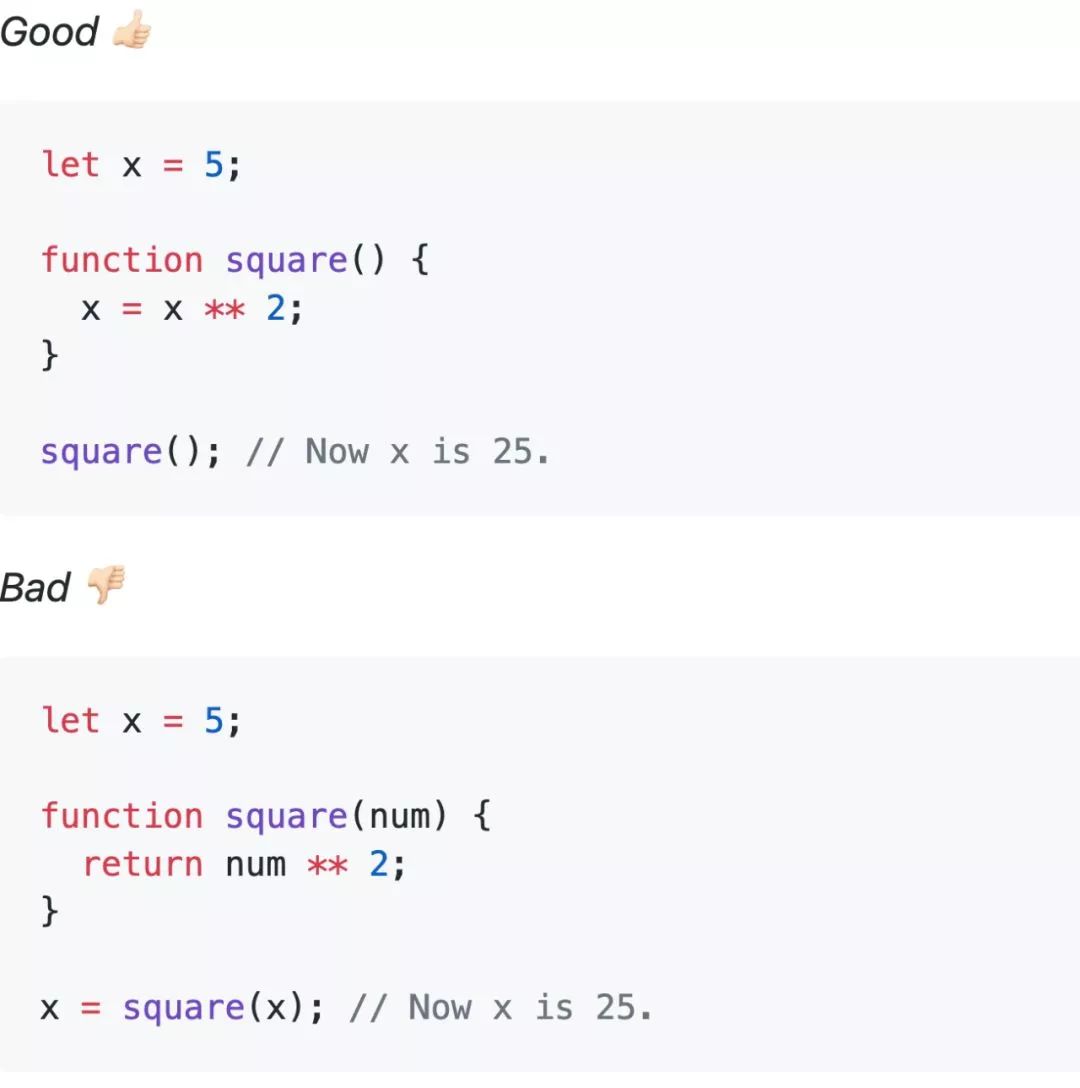 Good 👍🏻
let x = 5;
function square() {
  x = x ** 2;
}
square(); // Now x is 25.
Bad 👎🏻
let x = 5;
function square(num) {
  return num ** 2;
}
x = square(x); // Now x is 25.